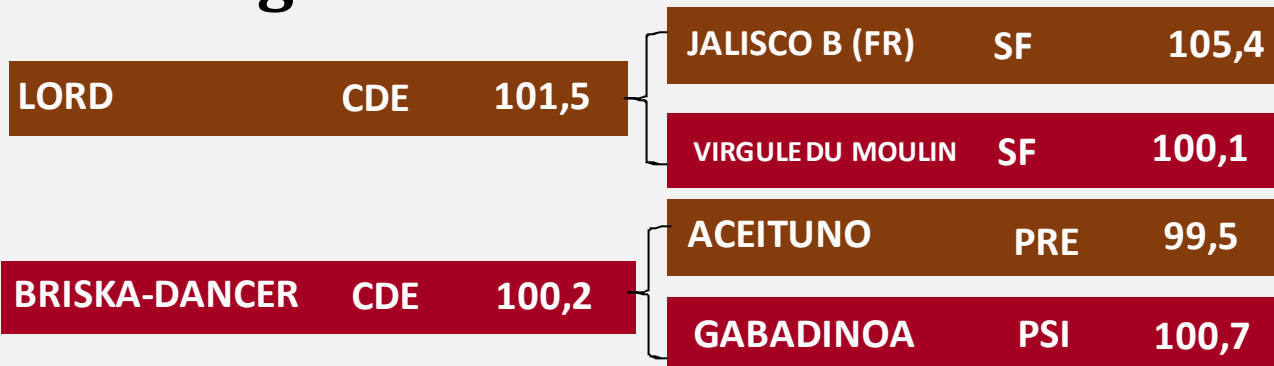 g
JALISCO B (FR) SF 105,4
LORD CDE 101,5
VIRGULE DU MOULIN SF 100,1
ACEITUNO PRE 99,5
BRISKA-DANCER CDE 100,2
GABADINOA PSI 100,7